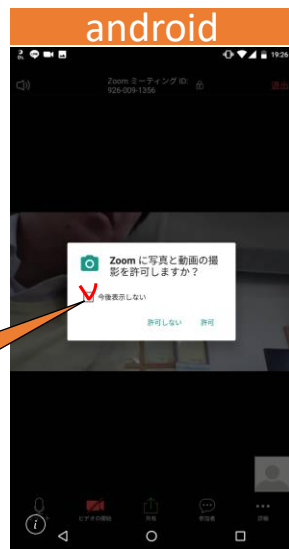 android
19:26
Zoom ミーティング ID:
926-009-1356
退出
Zoom に写真と動画の撮
影を許可しますか？
今後表示しない
許可しない
許可
ビデオの開始
共有
参加者
詳細
i